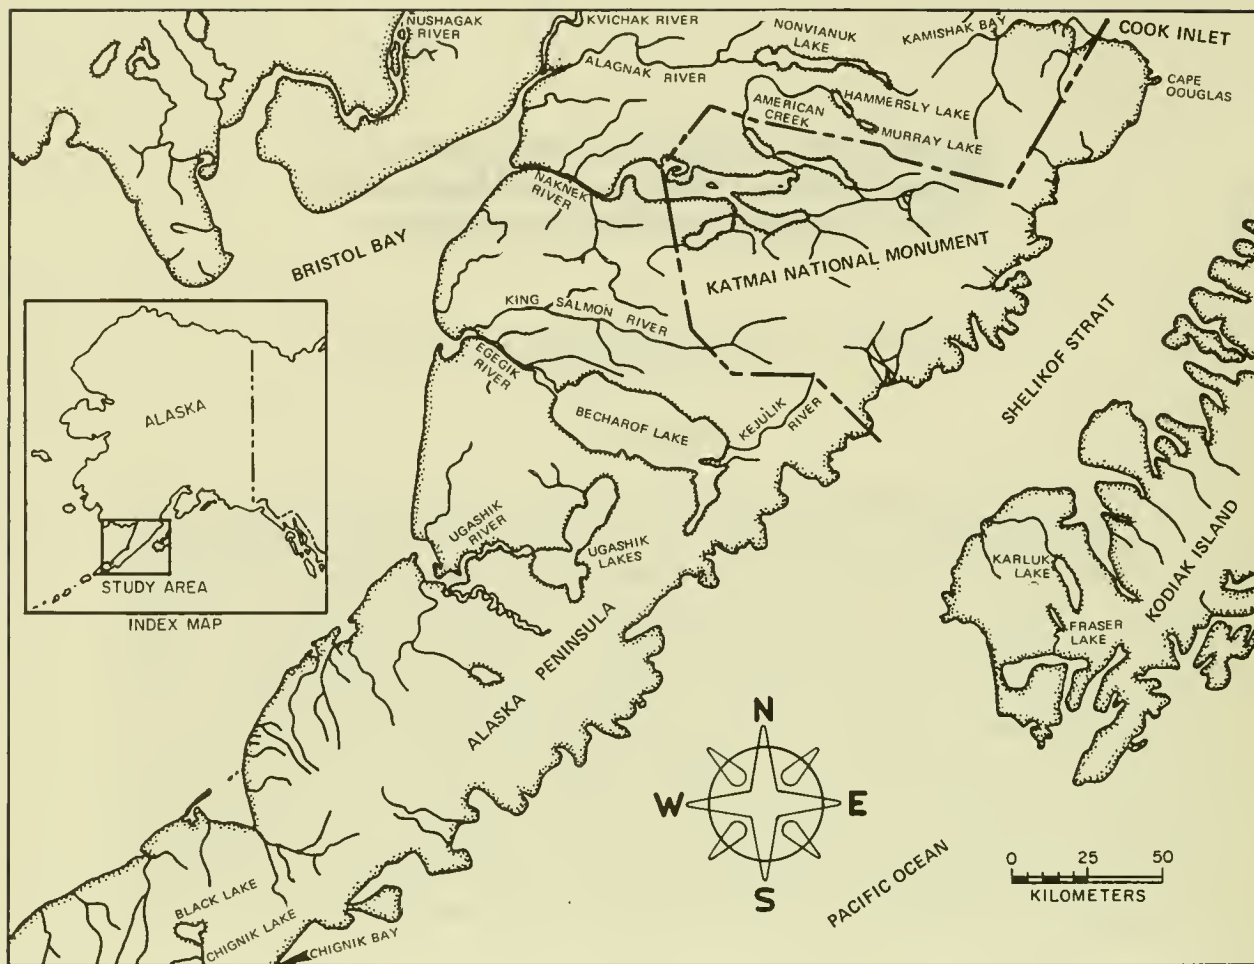 NUSHAGAK
RIVER
KVICHAK RIVER
NONVIANUK
LAKE
KAMISHAK BAY
COOK INLET
ALAGNAK
RIVER
CAPE
DOUGLAS
HAMMERSLY LAKE
AMERICAN
CREEK
MURRAY LAKE
NAKNEK
RIVER
BRISTOL BAY
KATMAI NATIONAL MONUMENT
KING SALMON RIVER
SHELIKOF STRAIT
EGEGIK
RIVER
BECHAROF LAKE
KEJULIK
RIVER
ALASKA
STUDY AREA
INDEX MAP
UGASHIK
RIVER
UGASHIK
LAKES
KARLUK
LAKE
KODIAK ISLAND
FRASER
LAKE
ALASKA PENINSULA
N
W
E
S
PACIFIC OCEAN
0 25 50
KILOMETERS
BLACK LAKE
CHIGNIK LAKE
CHIGNIK BAY